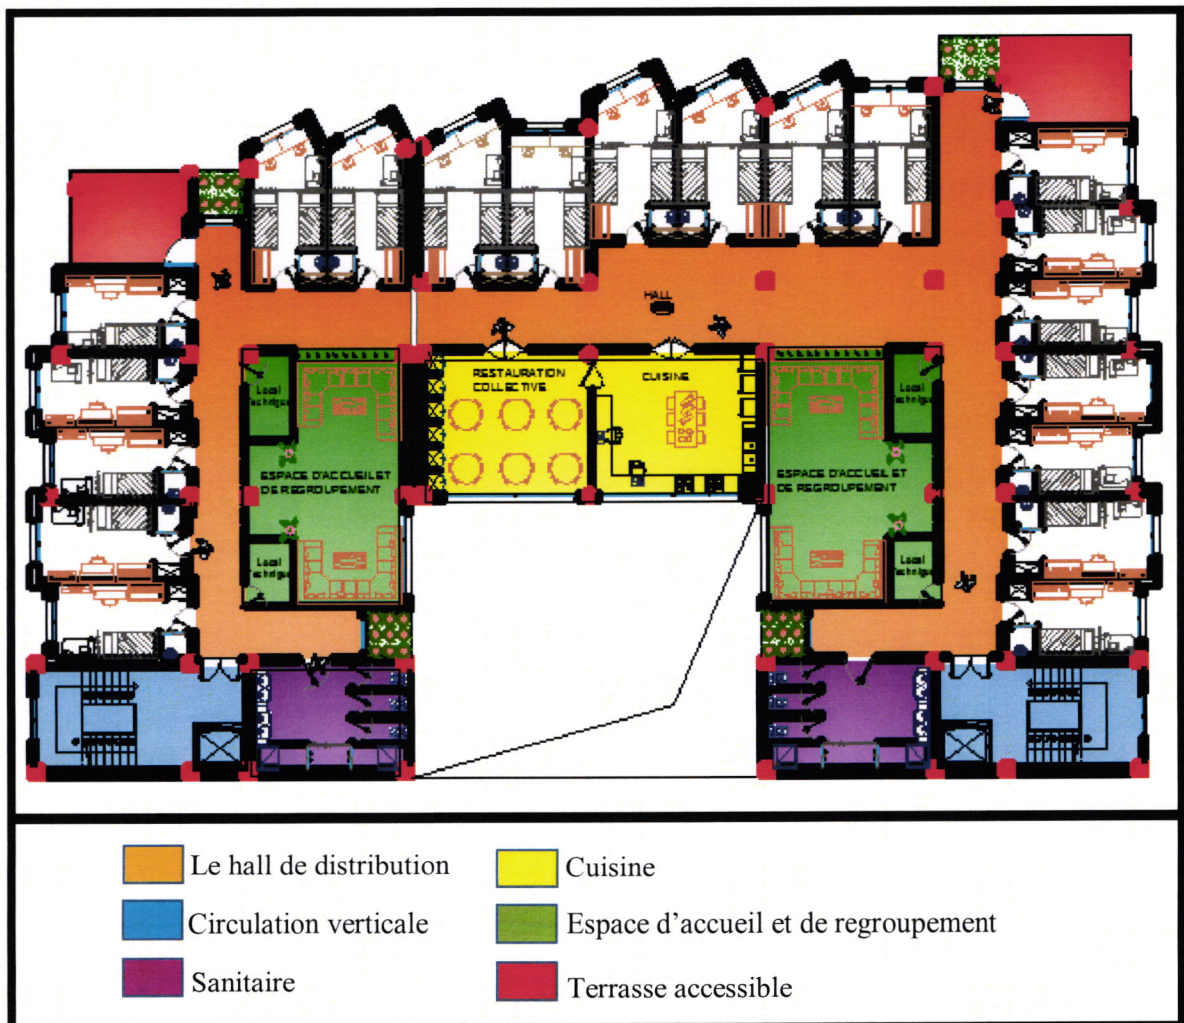 HALL
RESTAURATION
COLLECTIVE
CUISINE
Local
Technique
Local
Technique
ESPACE D'ACCUEIL ET
DE REGROUPEMENT
ESPACE D'ACCUEIL ET
DE REGROUPEMENT
Local
Technique
Local
Technique
Le hall de distribution
Cuisine
Circulation verticale
Espace d'accueil et de regroupement
Sanitaire
Terrasse accessible